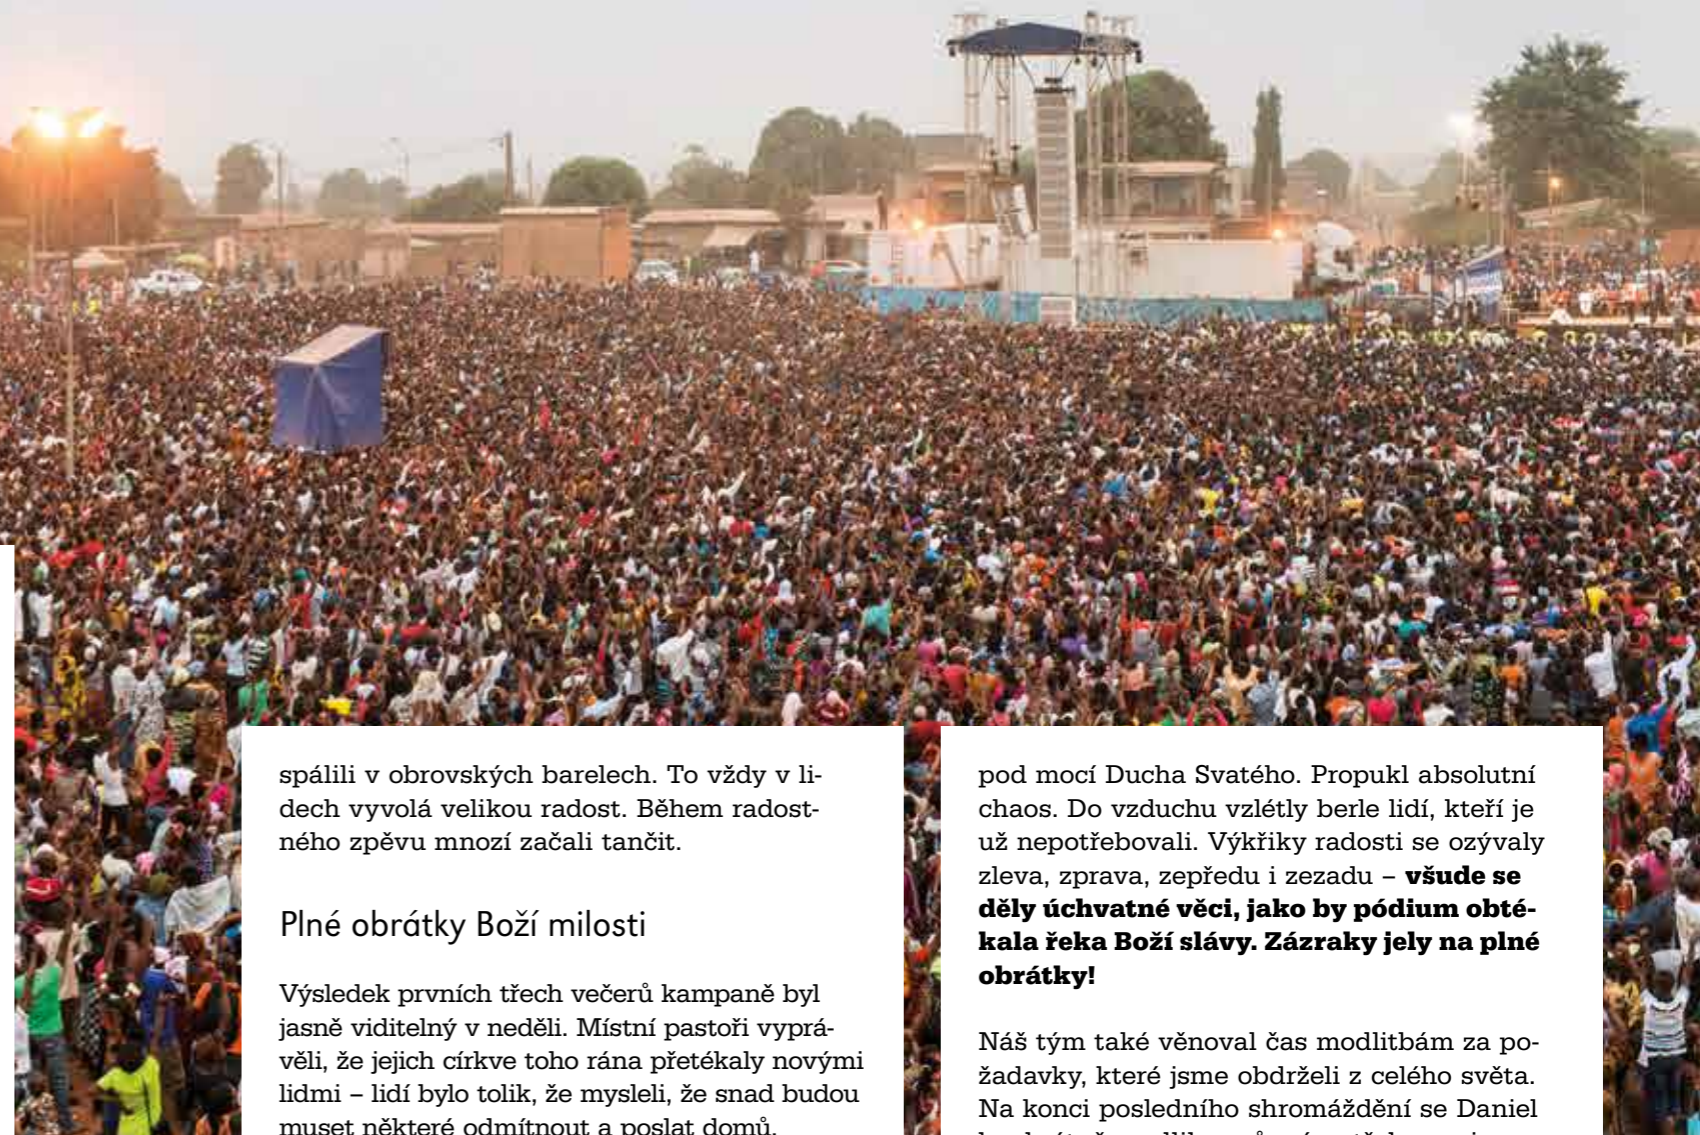 spálili v obrovských barelech. To vždy v li-
dech vyvolá velikou radost. Během radost-
ného zpěvu mnozí začali tančit.
Plné obrátky Boží milosti
Výsledek prvních třech večerů kampaně byl
jasně viditelný v neděli. Místní pastoři vyprá-
věli, že jejich církve toho rána přetékaly novými
lidmi – lidí bylo tolik, že mysleli, že snad budou
muset některé odmítnout a poslat domů.
pod mocí Ducha Svatého. Propukl absolutní
chaos. Do vzduchu vzlétly berle lidí, kteří je
už nepotřebovali. Výkřiky radosti se ozývaly
zleva, zprava, zepředu i zezadu – všude se
děly úchvatné věci, jako by pódium obté-
kala řeka Boží slávy. Zázraky jely na plné
obrátky!
Náš tým také věnoval čas modlitbám za po-
žadavky, které jsme obdrželi z celého světa.
Na konci posledního shromáždění se Daniel